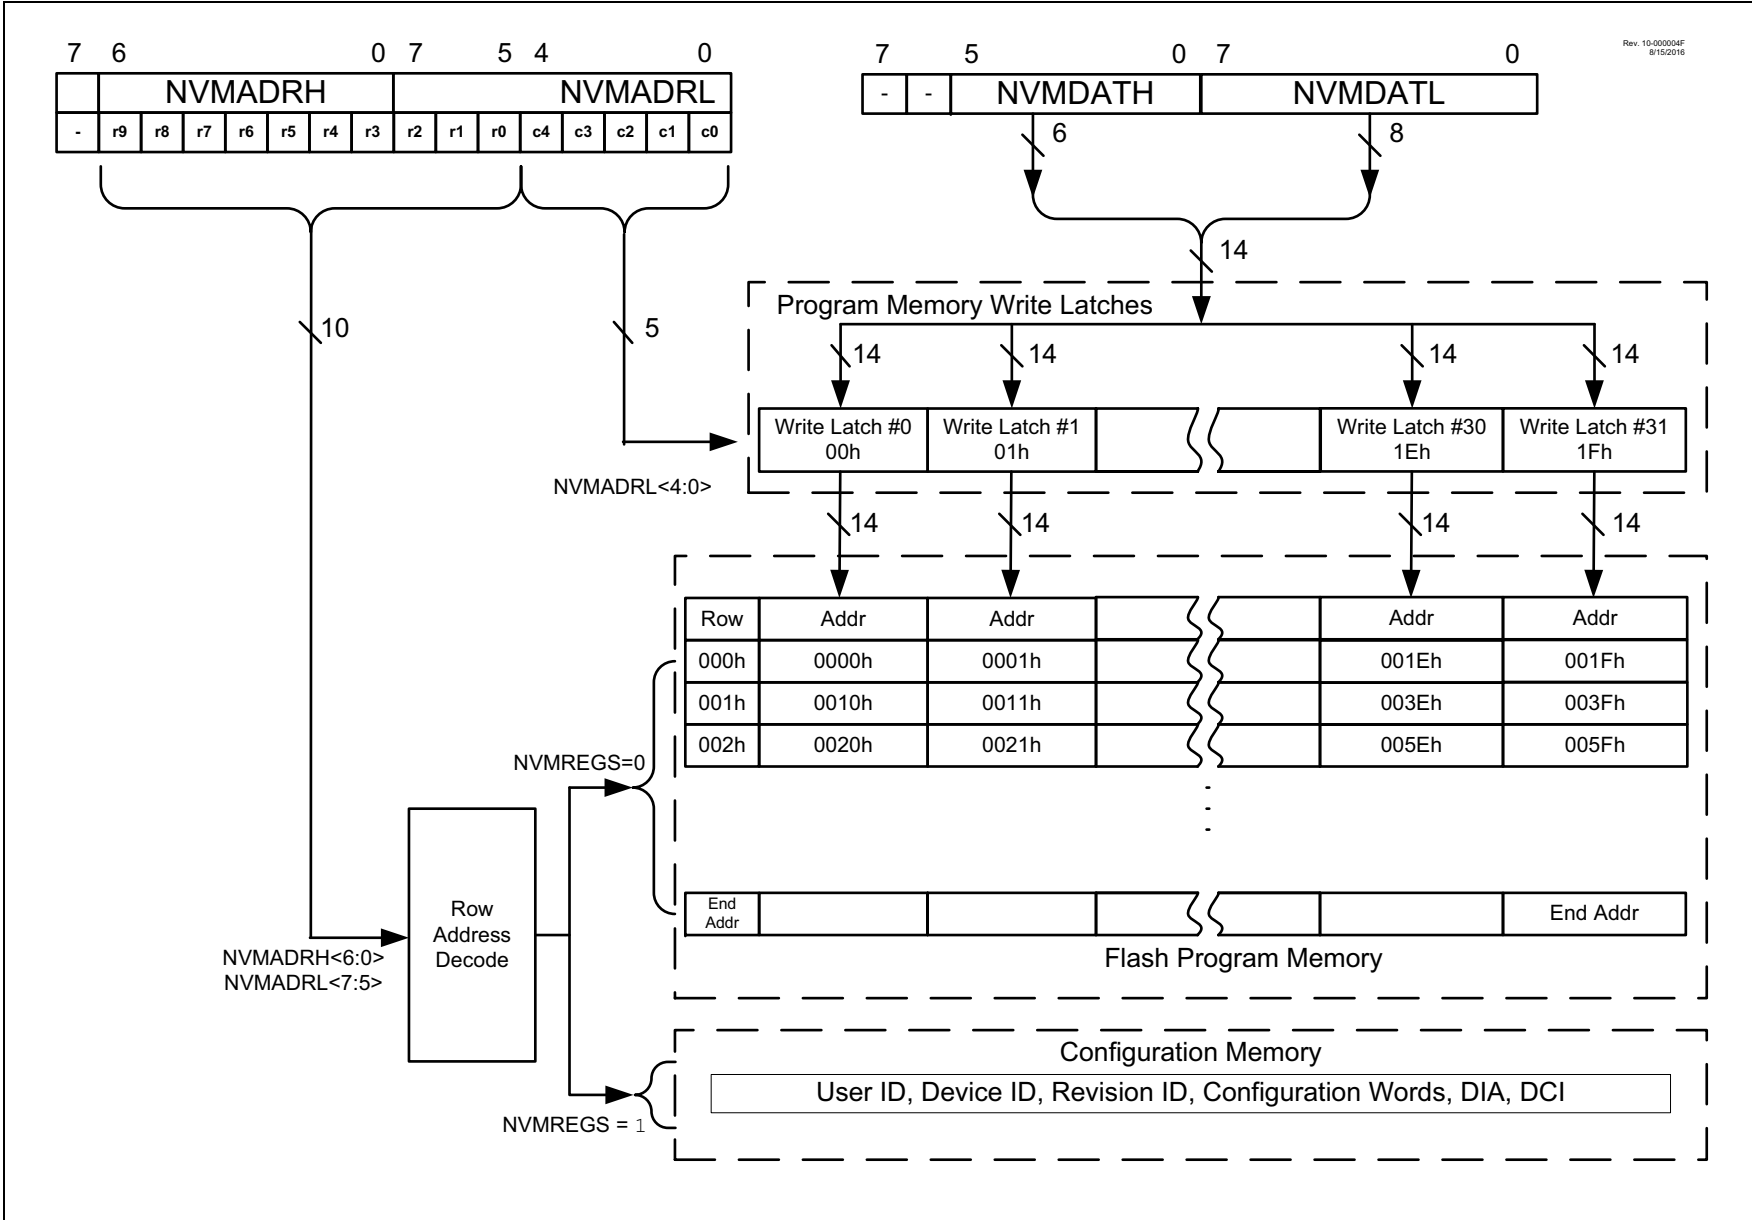 7 6 0 7 5 4 0
7 5 0 7 0
Rev. 10-000004F
8/15/2016
NVMADRH NVMADRL
- - NVMDATH NVMDATL
- r9 r8 r7 r6 r5 r4 r3 r2 r1 r0 c4 c3 c2 c1 c0
6 8
14
10 5
Program Memory Write Latches
14 14 14 14
Write Latch #0
00h
Write Latch #1
01h
Write Latch #30
1Eh
Write Latch #31
1Fh
NVMADRL<4:0>
14 14 14 14
Row Addr Addr Addr Addr
000h 0000h 0001h 001Eh 001Fh
001h 0010h 0011h 003Eh 003Fh
002h 0020h 0021h 005Eh 005Fh
NVMREGS=0
End
Addr
End Addr
Row
Address
Decode
NVMADRH<6:0>
NVMADRL<7:5>
Flash Program Memory
Configuration Memory
User ID, Device ID, Revision ID, Configuration Words, DIA, DCI
NVMREGS = 1